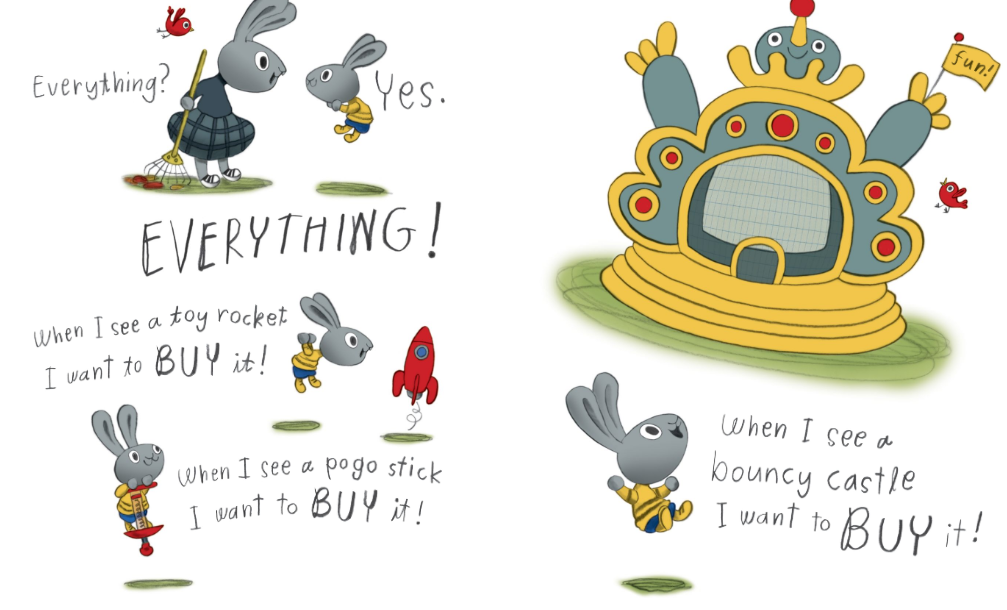 Everything?
Yes.
EVERYTHING!
When I see a toy rocket
I want to BUY it!
When I see a pogo stick
I want to BUY it!
fun!
When I see a
bouncy castle
I want to BUY it!